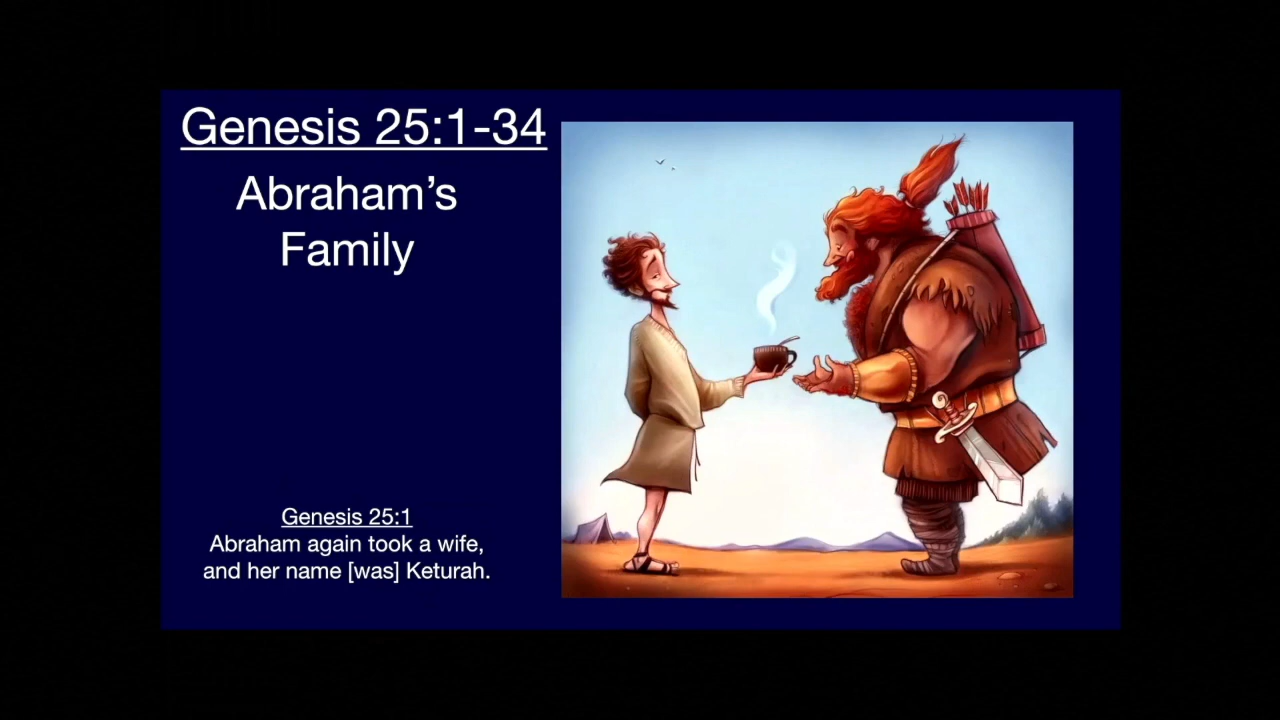 Genesis 25:1-34
Abraham’s
Family
Genesis 25:1
Abraham again took a wife,
and her name [was] Keturah.